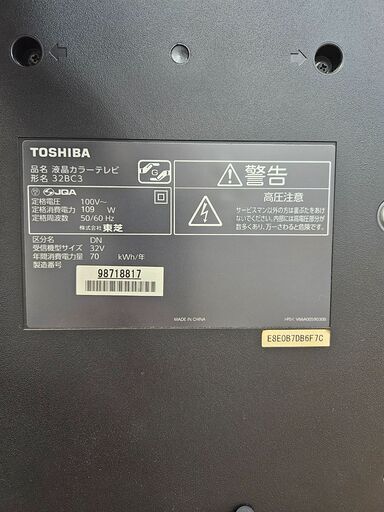 TOSHIBA
品名 液晶カラーテレビ
形名 32BC3
JQA
定格電圧 100V～
定格消費電力 109 W
定格周波数 50/60 Hz
株式会社 東芝
区分名 DN
受信機型サイズ 32V
年間消費電力量 70 kWh/年
製造番号
98718817
警告
高圧注意
サービスマン以外の方は裏ぶたをあけ
ないでください。内部には高電圧部分が
数多くあり、万一さわると危険です。
MADE IN CHINA
E8E0B7DB6F7C